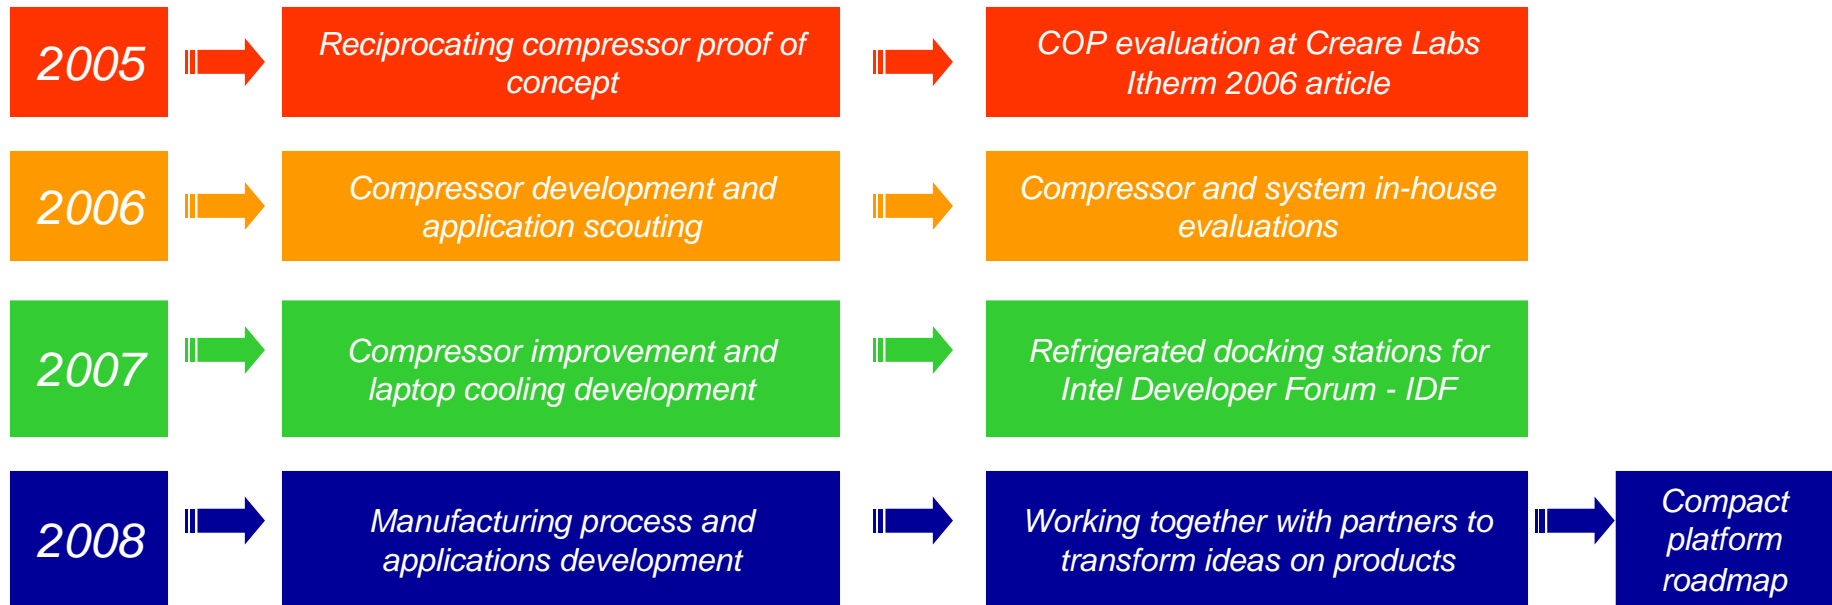 2005
Reciprocating compressor proof of
concept
COP evaluation at Creare Labs
Itherm 2006 article
2006
Compressor development and
application scouting
Compressor and system in-house
evaluations
2007
Compressor improvement and
laptop cooling development
Refrigerated docking stations for
Intel Developer Forum - IDF
2008
Manufacturing process and
applications development
Working together with partners to
transform ideas on products
Compact
platform
roadmap